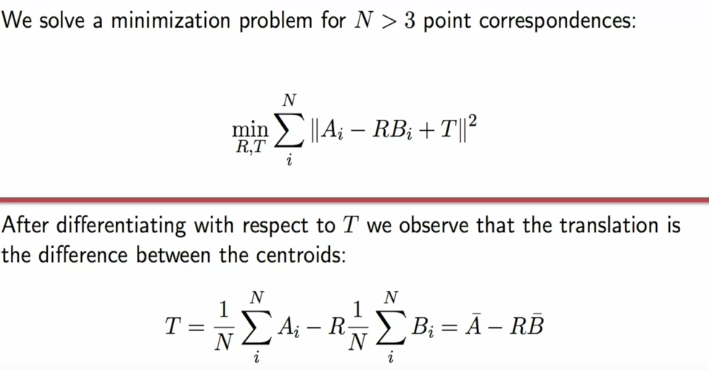 We solve a minimization problem for N > 3 point correspondences:
\min_{R,T} \sum_{i}^{N} \|A_i - RB_i + T\|^2
After differentiating with respect to T we observe that the translation is
the difference between the centroids:
T = \frac{1}{N} \sum_{i}^{N} A_i - R \frac{1}{N} \sum_{i}^{N} B_i = \bar{A} - R\bar{B}